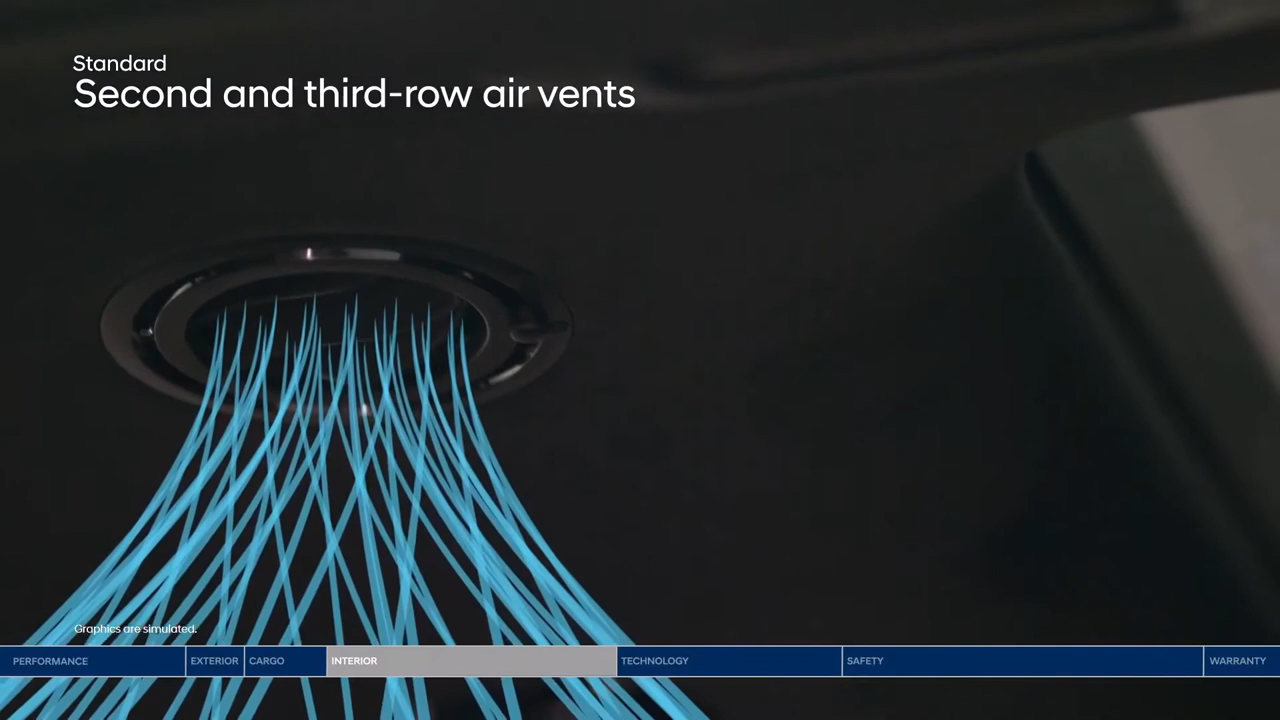 Standard
Second and third-row air vents
Graphics are simulated.
PERFORMANCE
EXTERIOR
CARGO
INTERIOR
TECHNOLOGY
SAFETY
WARRANTY